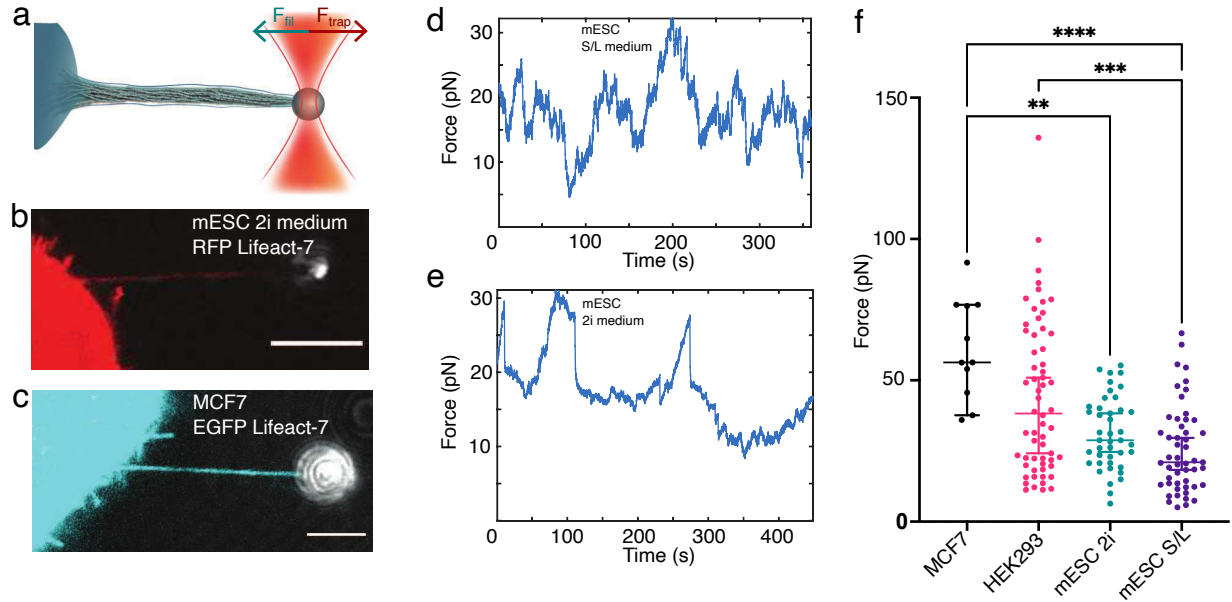 a
F fil
F trap
b
mESC 2i medium
RFP Lifeact-7
c
MCF7
EGFP Lifeact-7
d
mESC
S/L medium
Force (pN)
30
20
10
0 100 200 300
Time (s)
e
mESC
2i medium
Force (pN)
30
20
10
0 100 200 300 400
Time (s)
f
****
***
**
Force (pN)
150
100
50
0
MCF7
HEK293
mESC 2i
mESC S/L